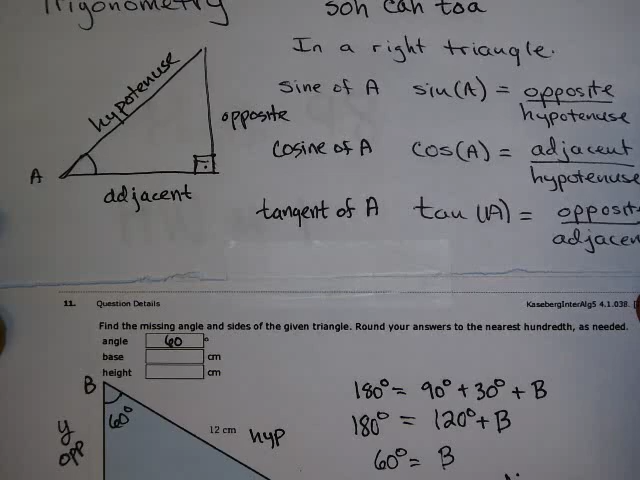 Trigonometry soh cah toa
In a right triangle.
hypotenuse
sine of A sin(A) = opposite
hypotenuse
opposite
cosine of A cos(A) = adjacent
hypotenuse
A
adjacent
tangent of A tan(A) = opposit
adjacen
11. Question Details KasebergInterAlg5 4.1.038. [
Find the missing angle and sides of the given triangle. Round your answers to the nearest hundredth, as needed.
angle 60 °
base cm
height cm
B
180° = 90° + 30° + B
60°
180° = 120° + B
y
opp
12 cm hyp
60° = B